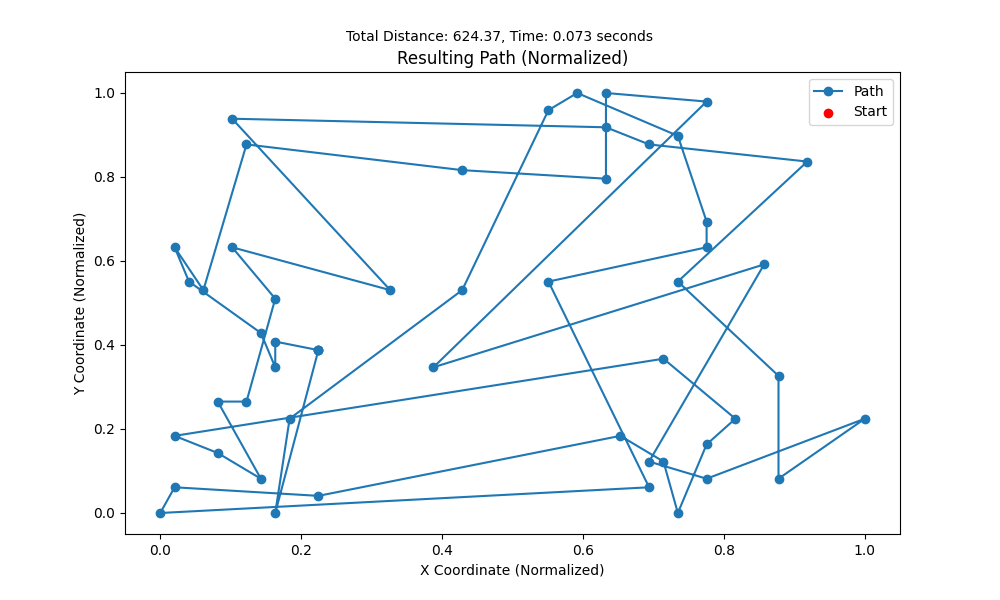 Total Distance: 624.37, Time: 0.073 seconds
Resulting Path (Normalized)
Path
Start
Y Coordinate (Normalized)
1.0
0.8
0.6
0.4
0.2
0.0
0.0 0.2 0.4 0.6 0.8 1.0
X Coordinate (Normalized)